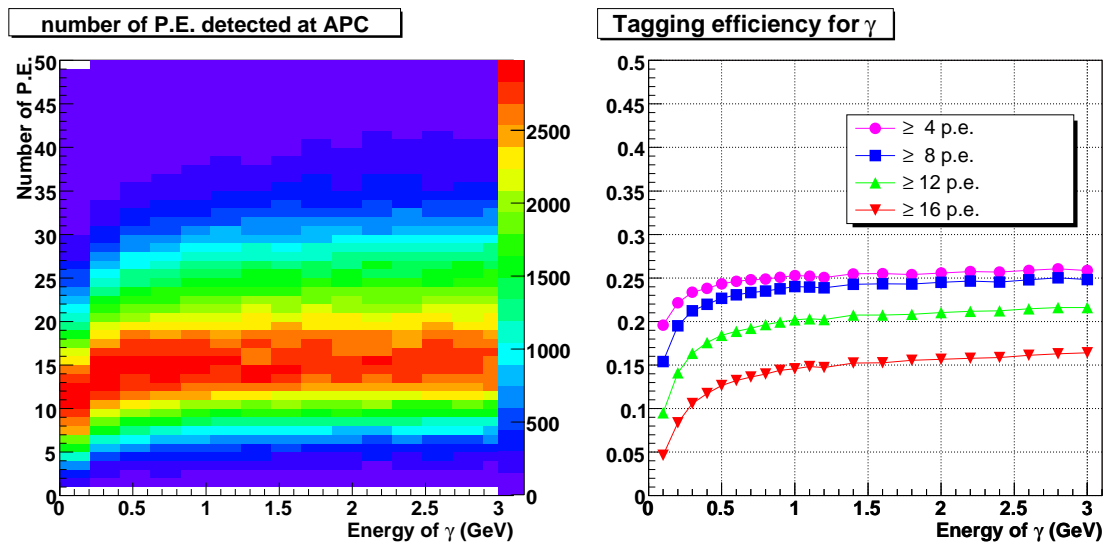 number of P.E. detected at APC
Number of P.E.
50
45
40
35
30
25
20
15
10
5
0
0 0.5 1 1.5 2 2.5 3
Energy of γ (GeV)
2500
2000
1500
1000
500
0
Tagging efficiency for γ
0.5
0.45
0.4
0.35
0.3
0.25
0.2
0.15
0.1
0.05
0
0 0.5 1 1.5 2 2.5 3
Energy of γ (GeV)
≥ 4 p.e.
≥ 8 p.e.
≥ 12 p.e.
≥ 16 p.e.